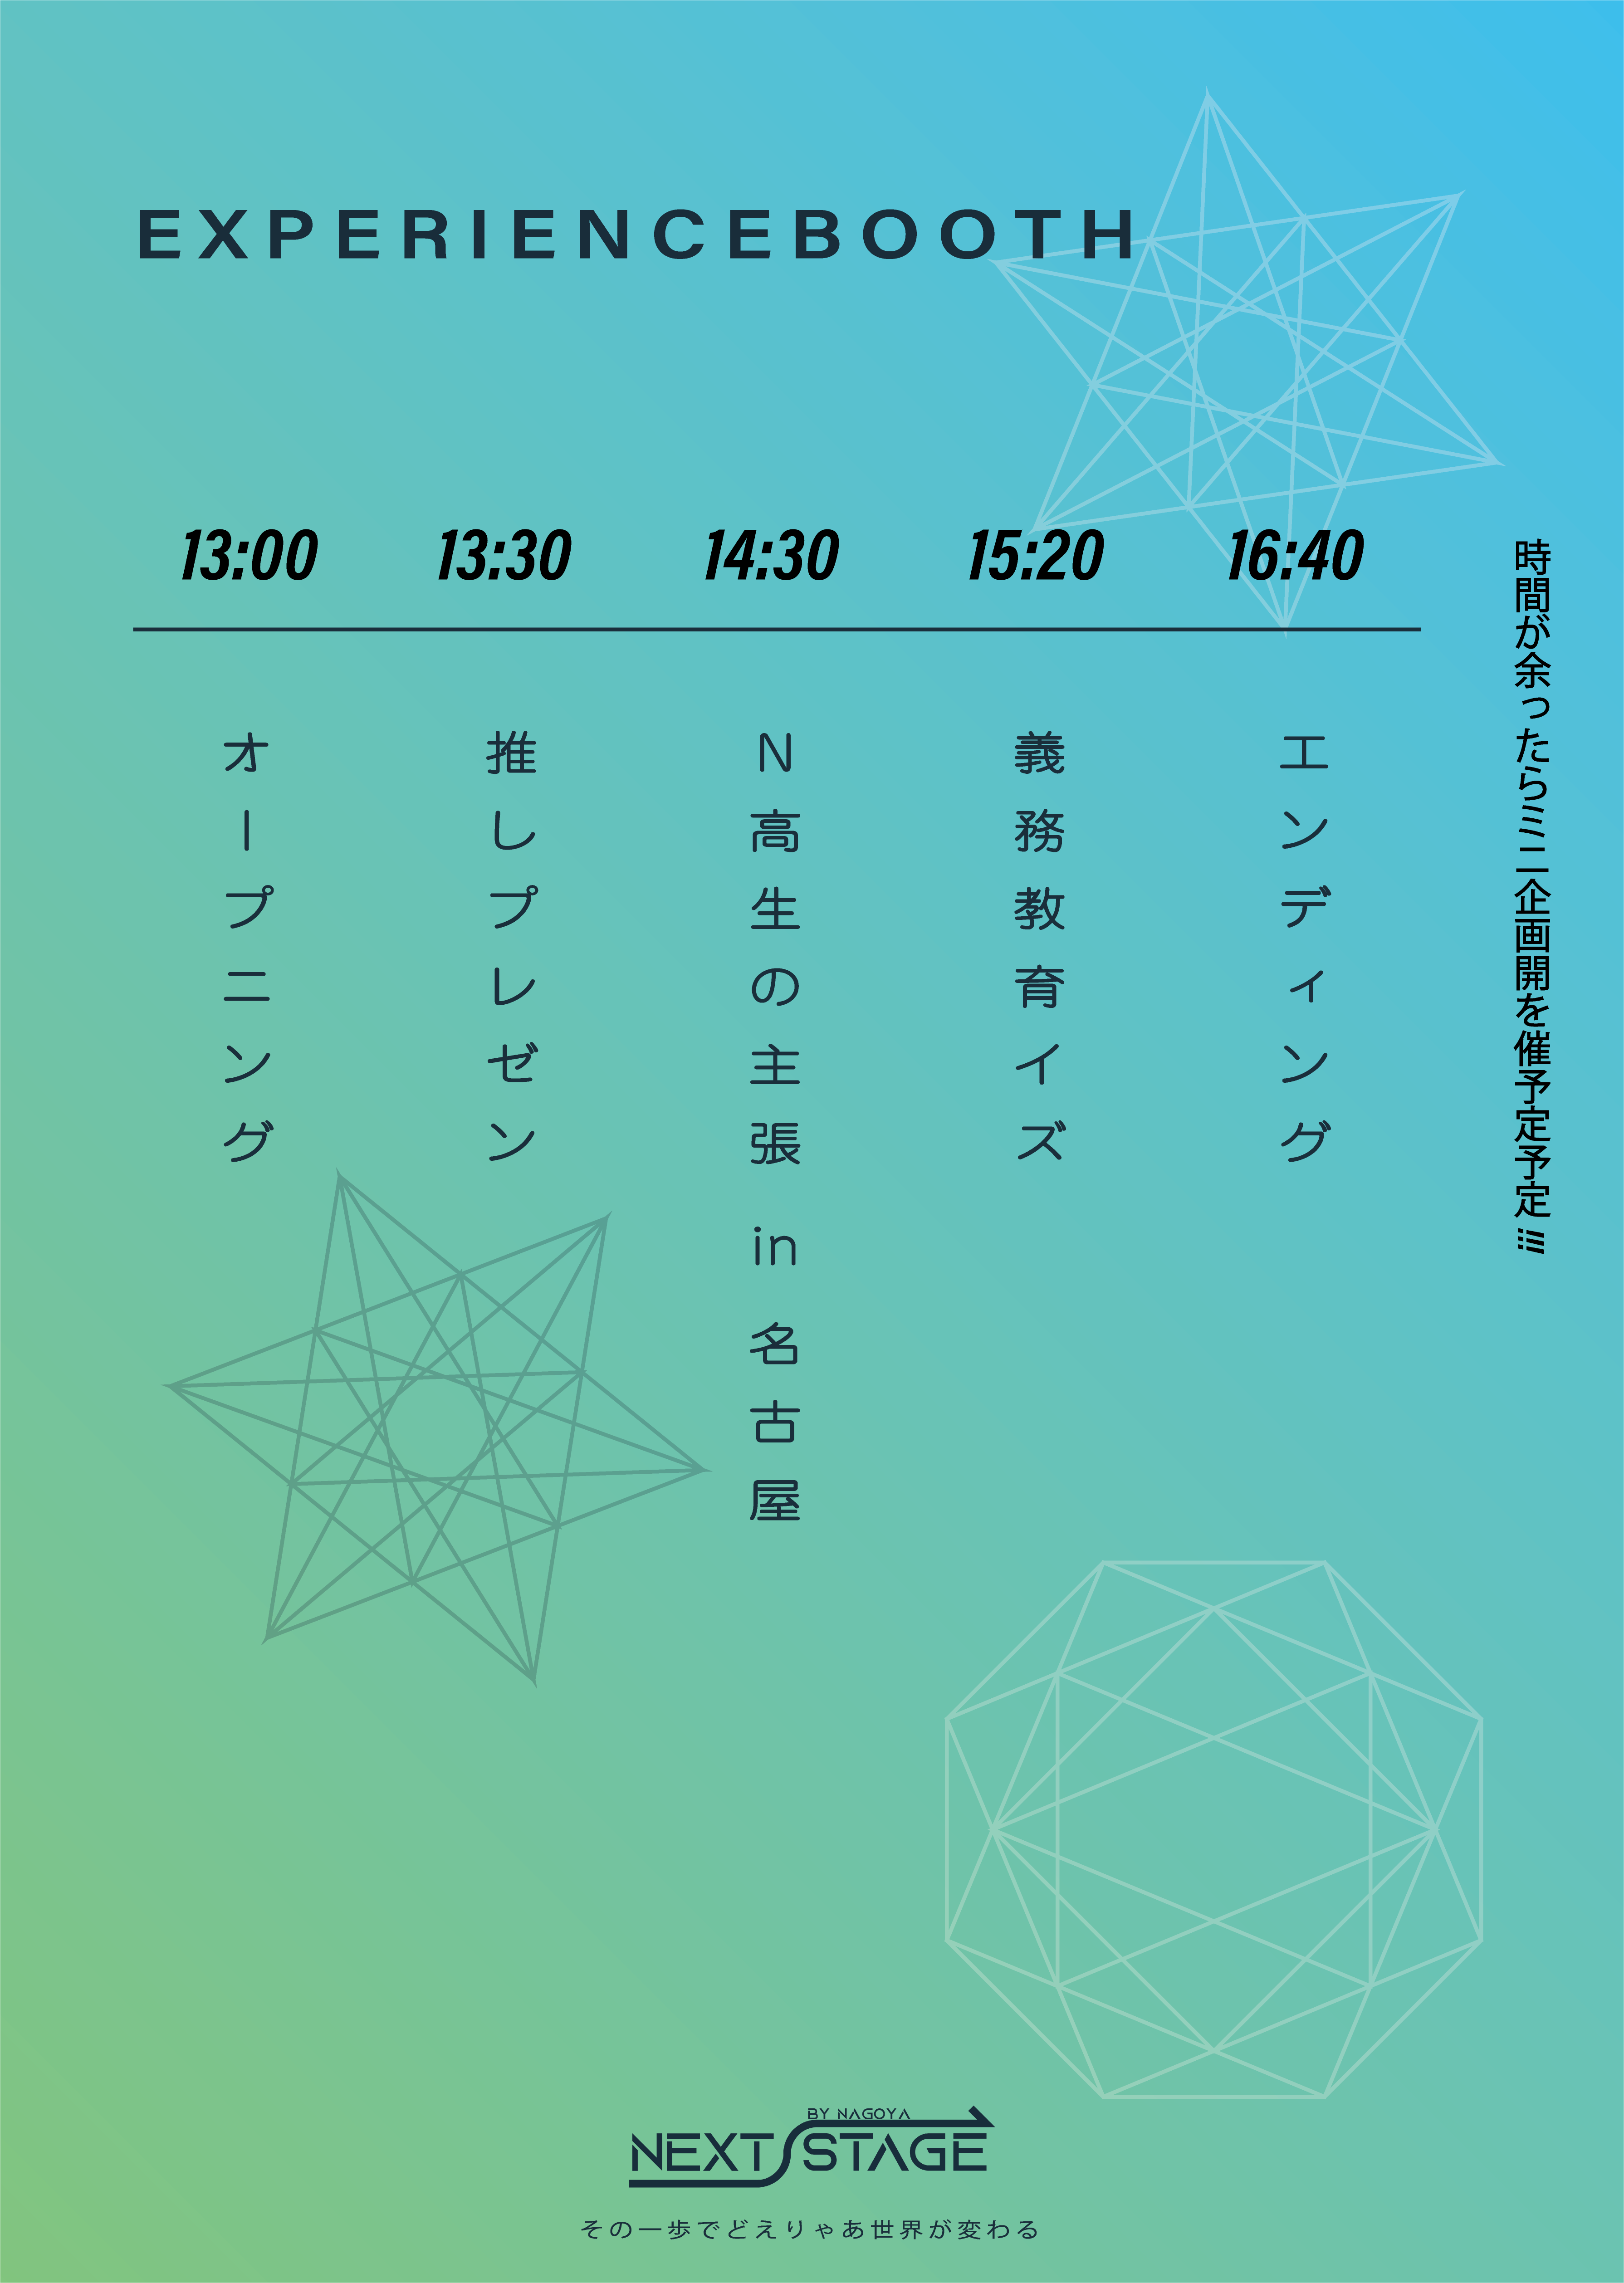 EXPERIENCEBOOTH
13:00
オープニング
13:30
推しプレゼン
14:30
N高生の主張 in 名古屋
15:20
義務教育イズ
16:40
エンディング
時間が余ったらミニ企画開を催予定予定!!!
BY NAGOYA
NEXT STAGE
その一歩でどえりゃあ世界が変わる